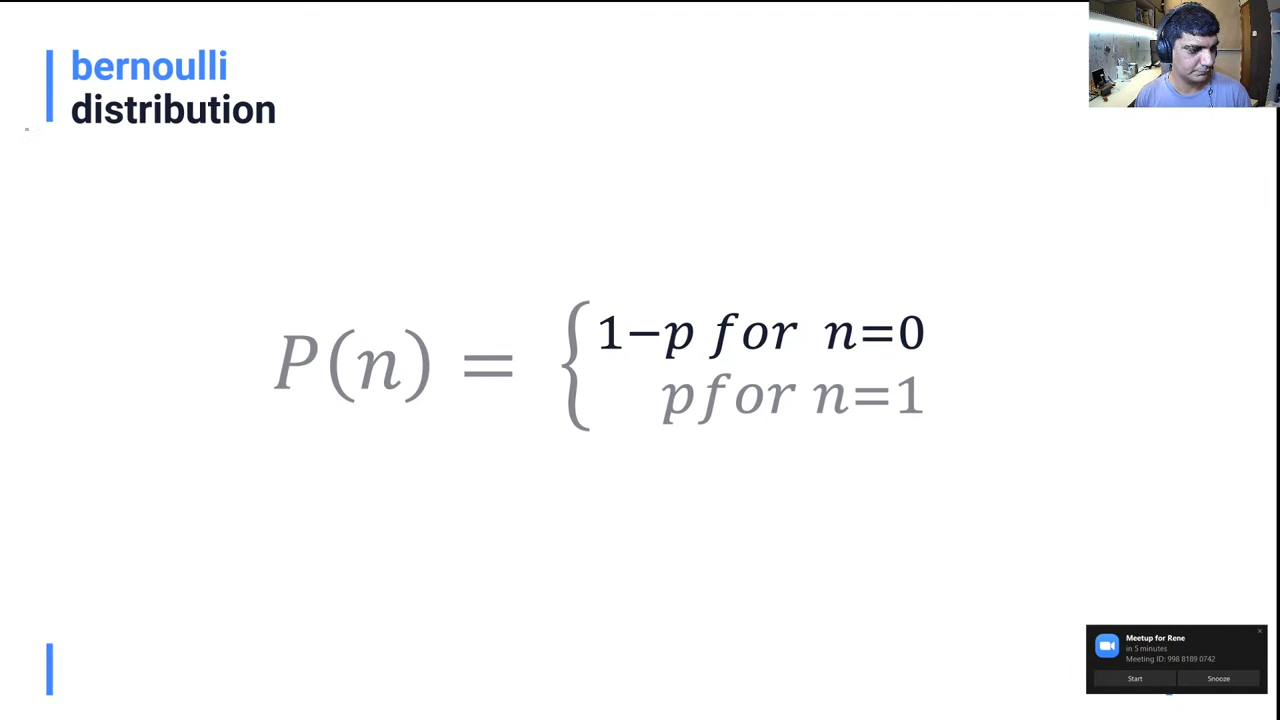 bernoulli
distribution
P(n) = { 1−p for n=0
p for n=1
Meetup for Rene
in 5 minutes
Meeting ID: 998 8189 0742
Start Snooze